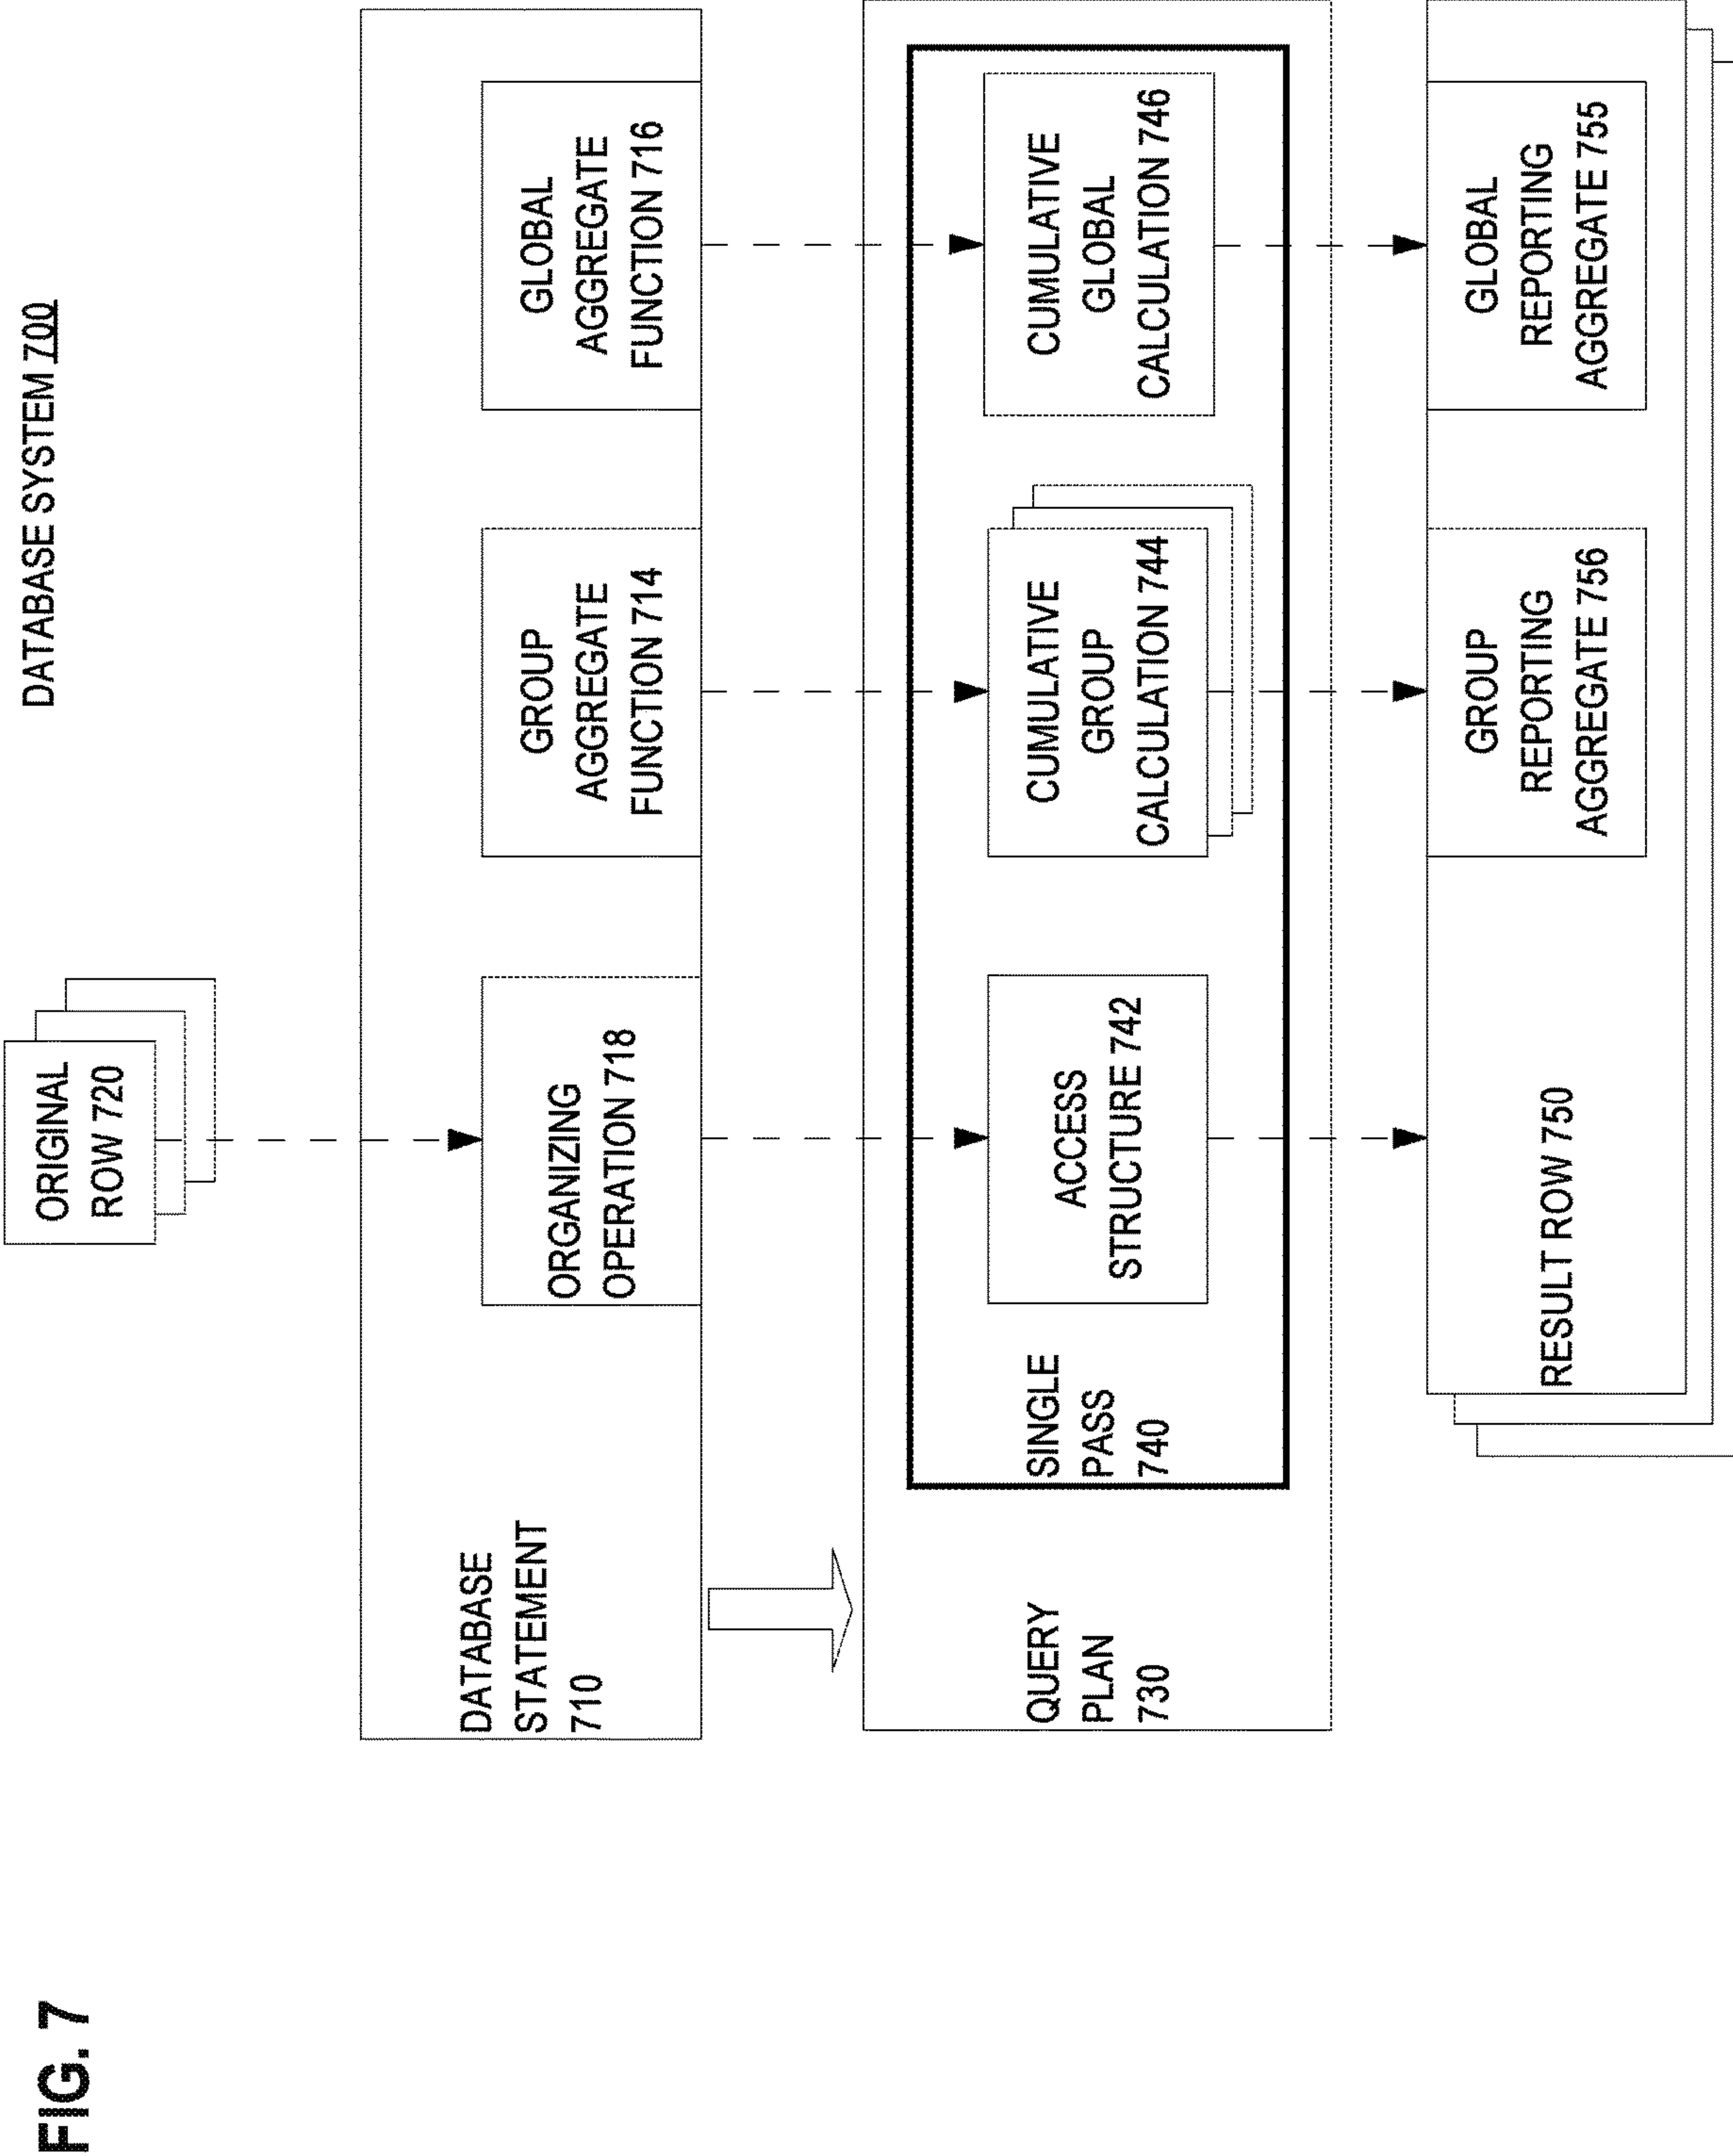 FIG. 7
DATABASE SYSTEM 700
ORIGINAL
ROW 720
DATABASE
STATEMENT
710
ORGANIZING
OPERATION 718
GROUP
AGGREGATE
FUNCTION 714
GLOBAL
AGGREGATE
FUNCTION 716
QUERY
PLAN
730
SINGLE
PASS
740
ACCESS
STRUCTURE 742
CUMULATIVE
GROUP
CALCULATION 744
CUMULATIVE
GLOBAL
CALCULATION 746
RESULT ROW 750
GROUP
REPORTING
AGGREGATE 756
GLOBAL
REPORTING
AGGREGATE 755